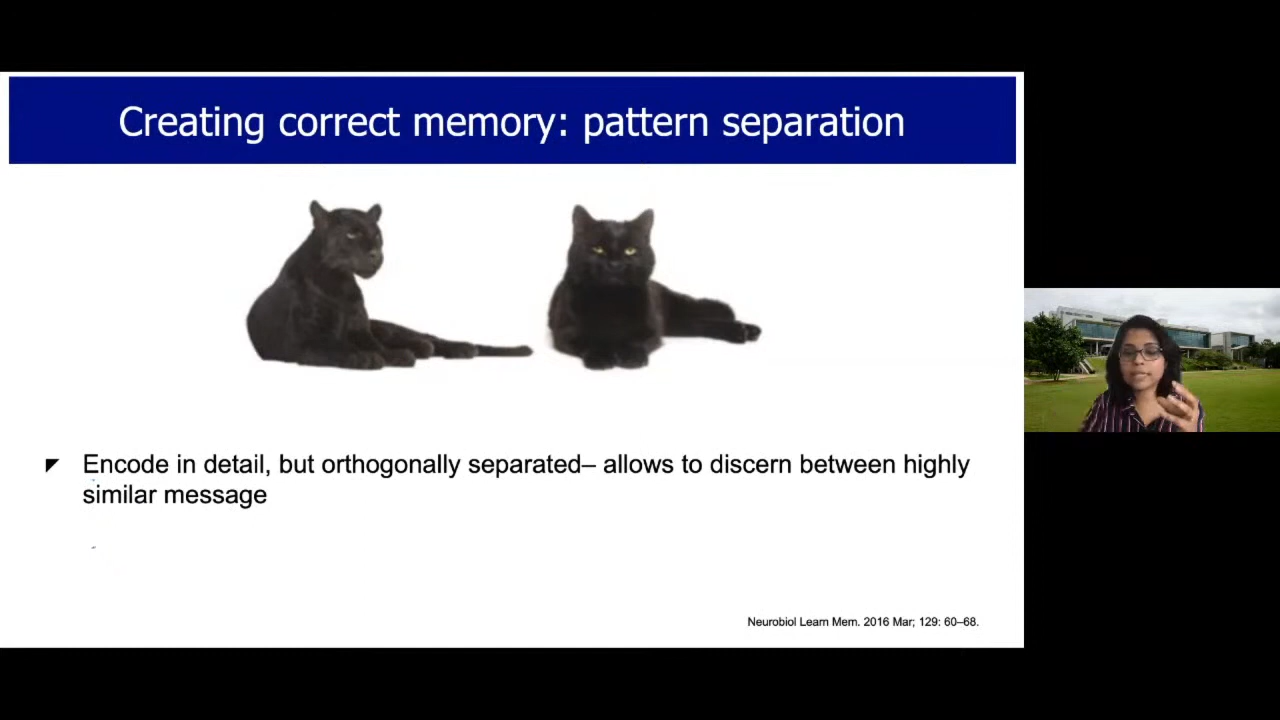 Creating correct memory: pattern separation
Encode in detail, but orthogonally separated– allows to discern between highly
similar message
Neurobiol Learn Mem. 2016 Mar; 129: 60–68.